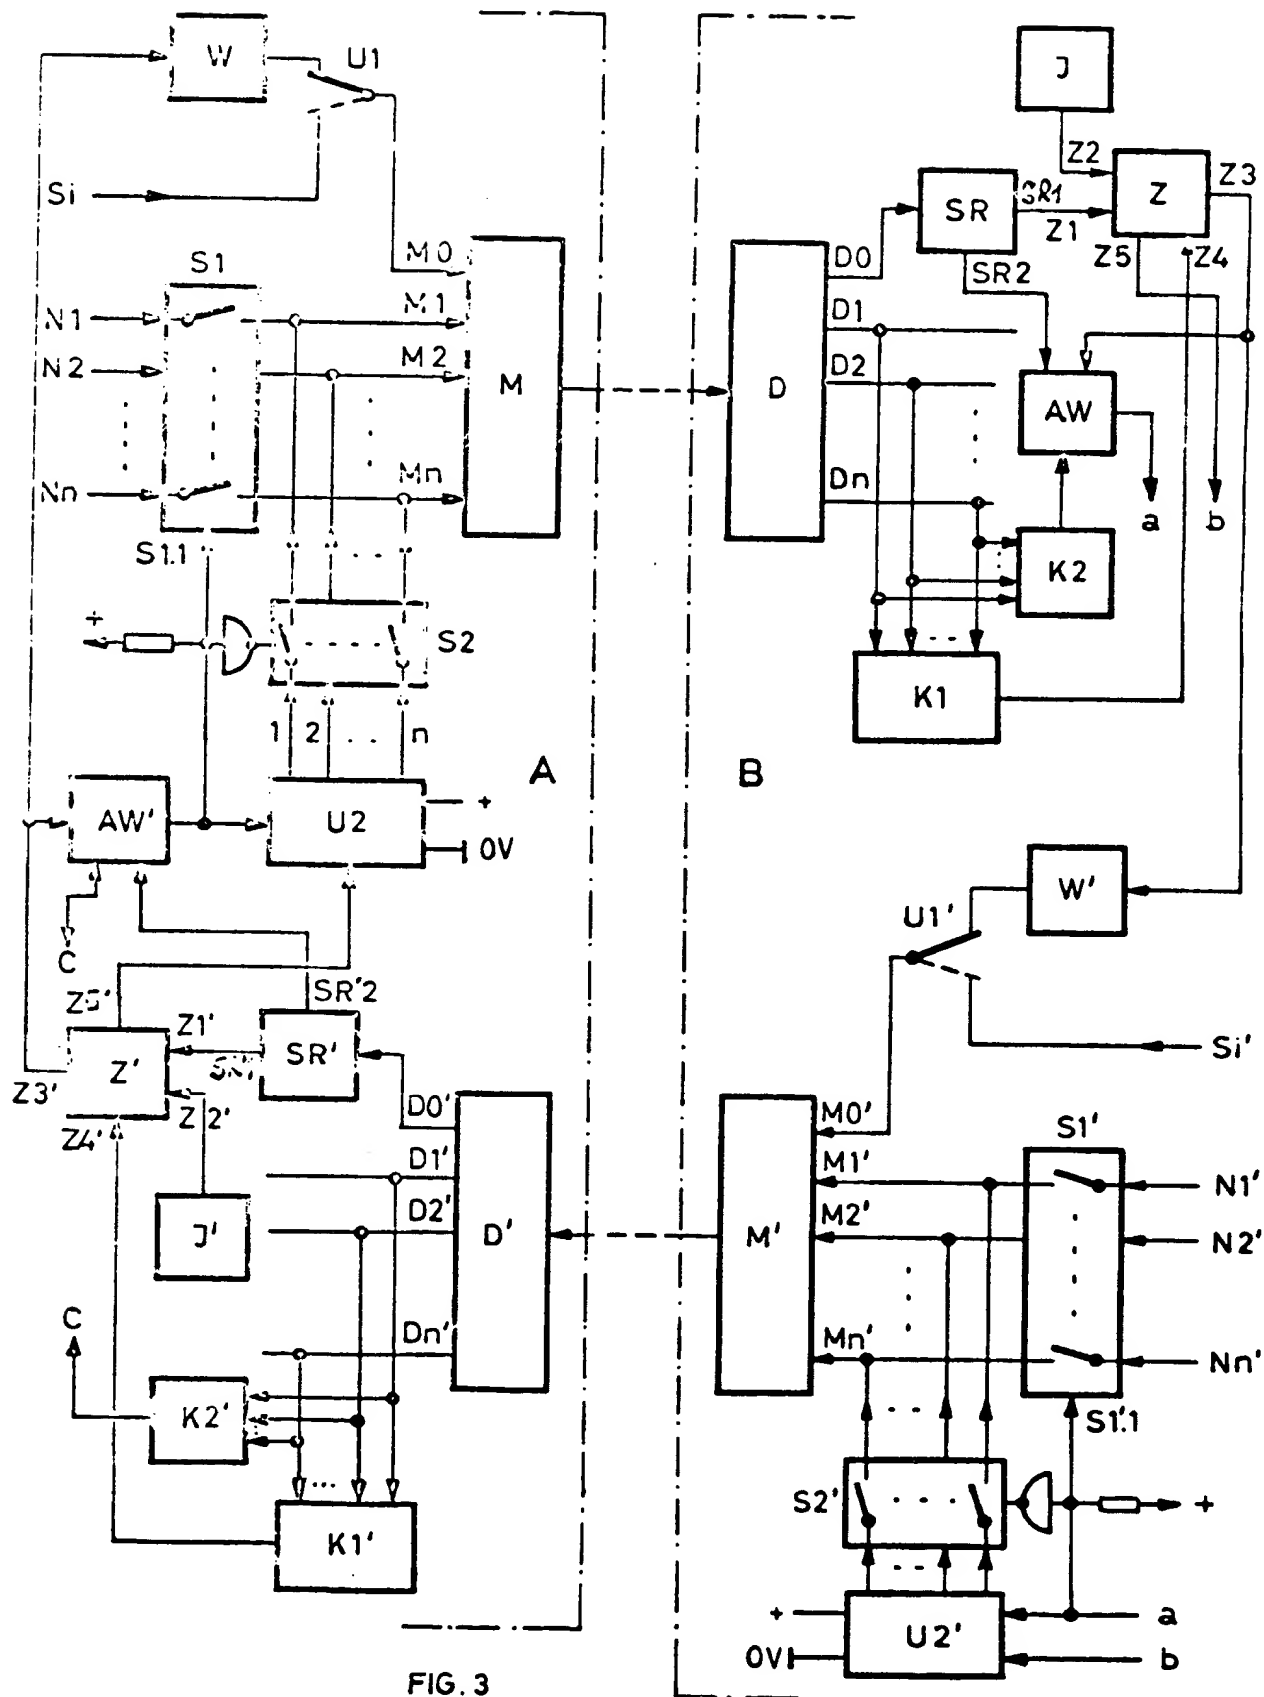 W
U1
Si
M0
S1
N1
M1
N2
M2
M
Nn
Mn
S1.1
+
S2
1 2 n
A
AW'
U2
+
0V
C
Z5'
SR'2
Z1'
Z'
SR'
Z3'
Z2'
Z4'
D0'
D1'
D2'
J'
D'
C
Dn'
K2'
K1'
J
Z2
Z
Z3
SR
SR1
Z1
D0
SR2
Z5
Z4
D1
D2
D
AW
Dn
a
b
K2
K1
B
W'
U1'
Si'
M0'
S1'
M1'
N1'
M2'
M'
N2'
Mn'
Nn'
S1'.1
S2'
+
+
U2'
a
0V
b
FIG. 3